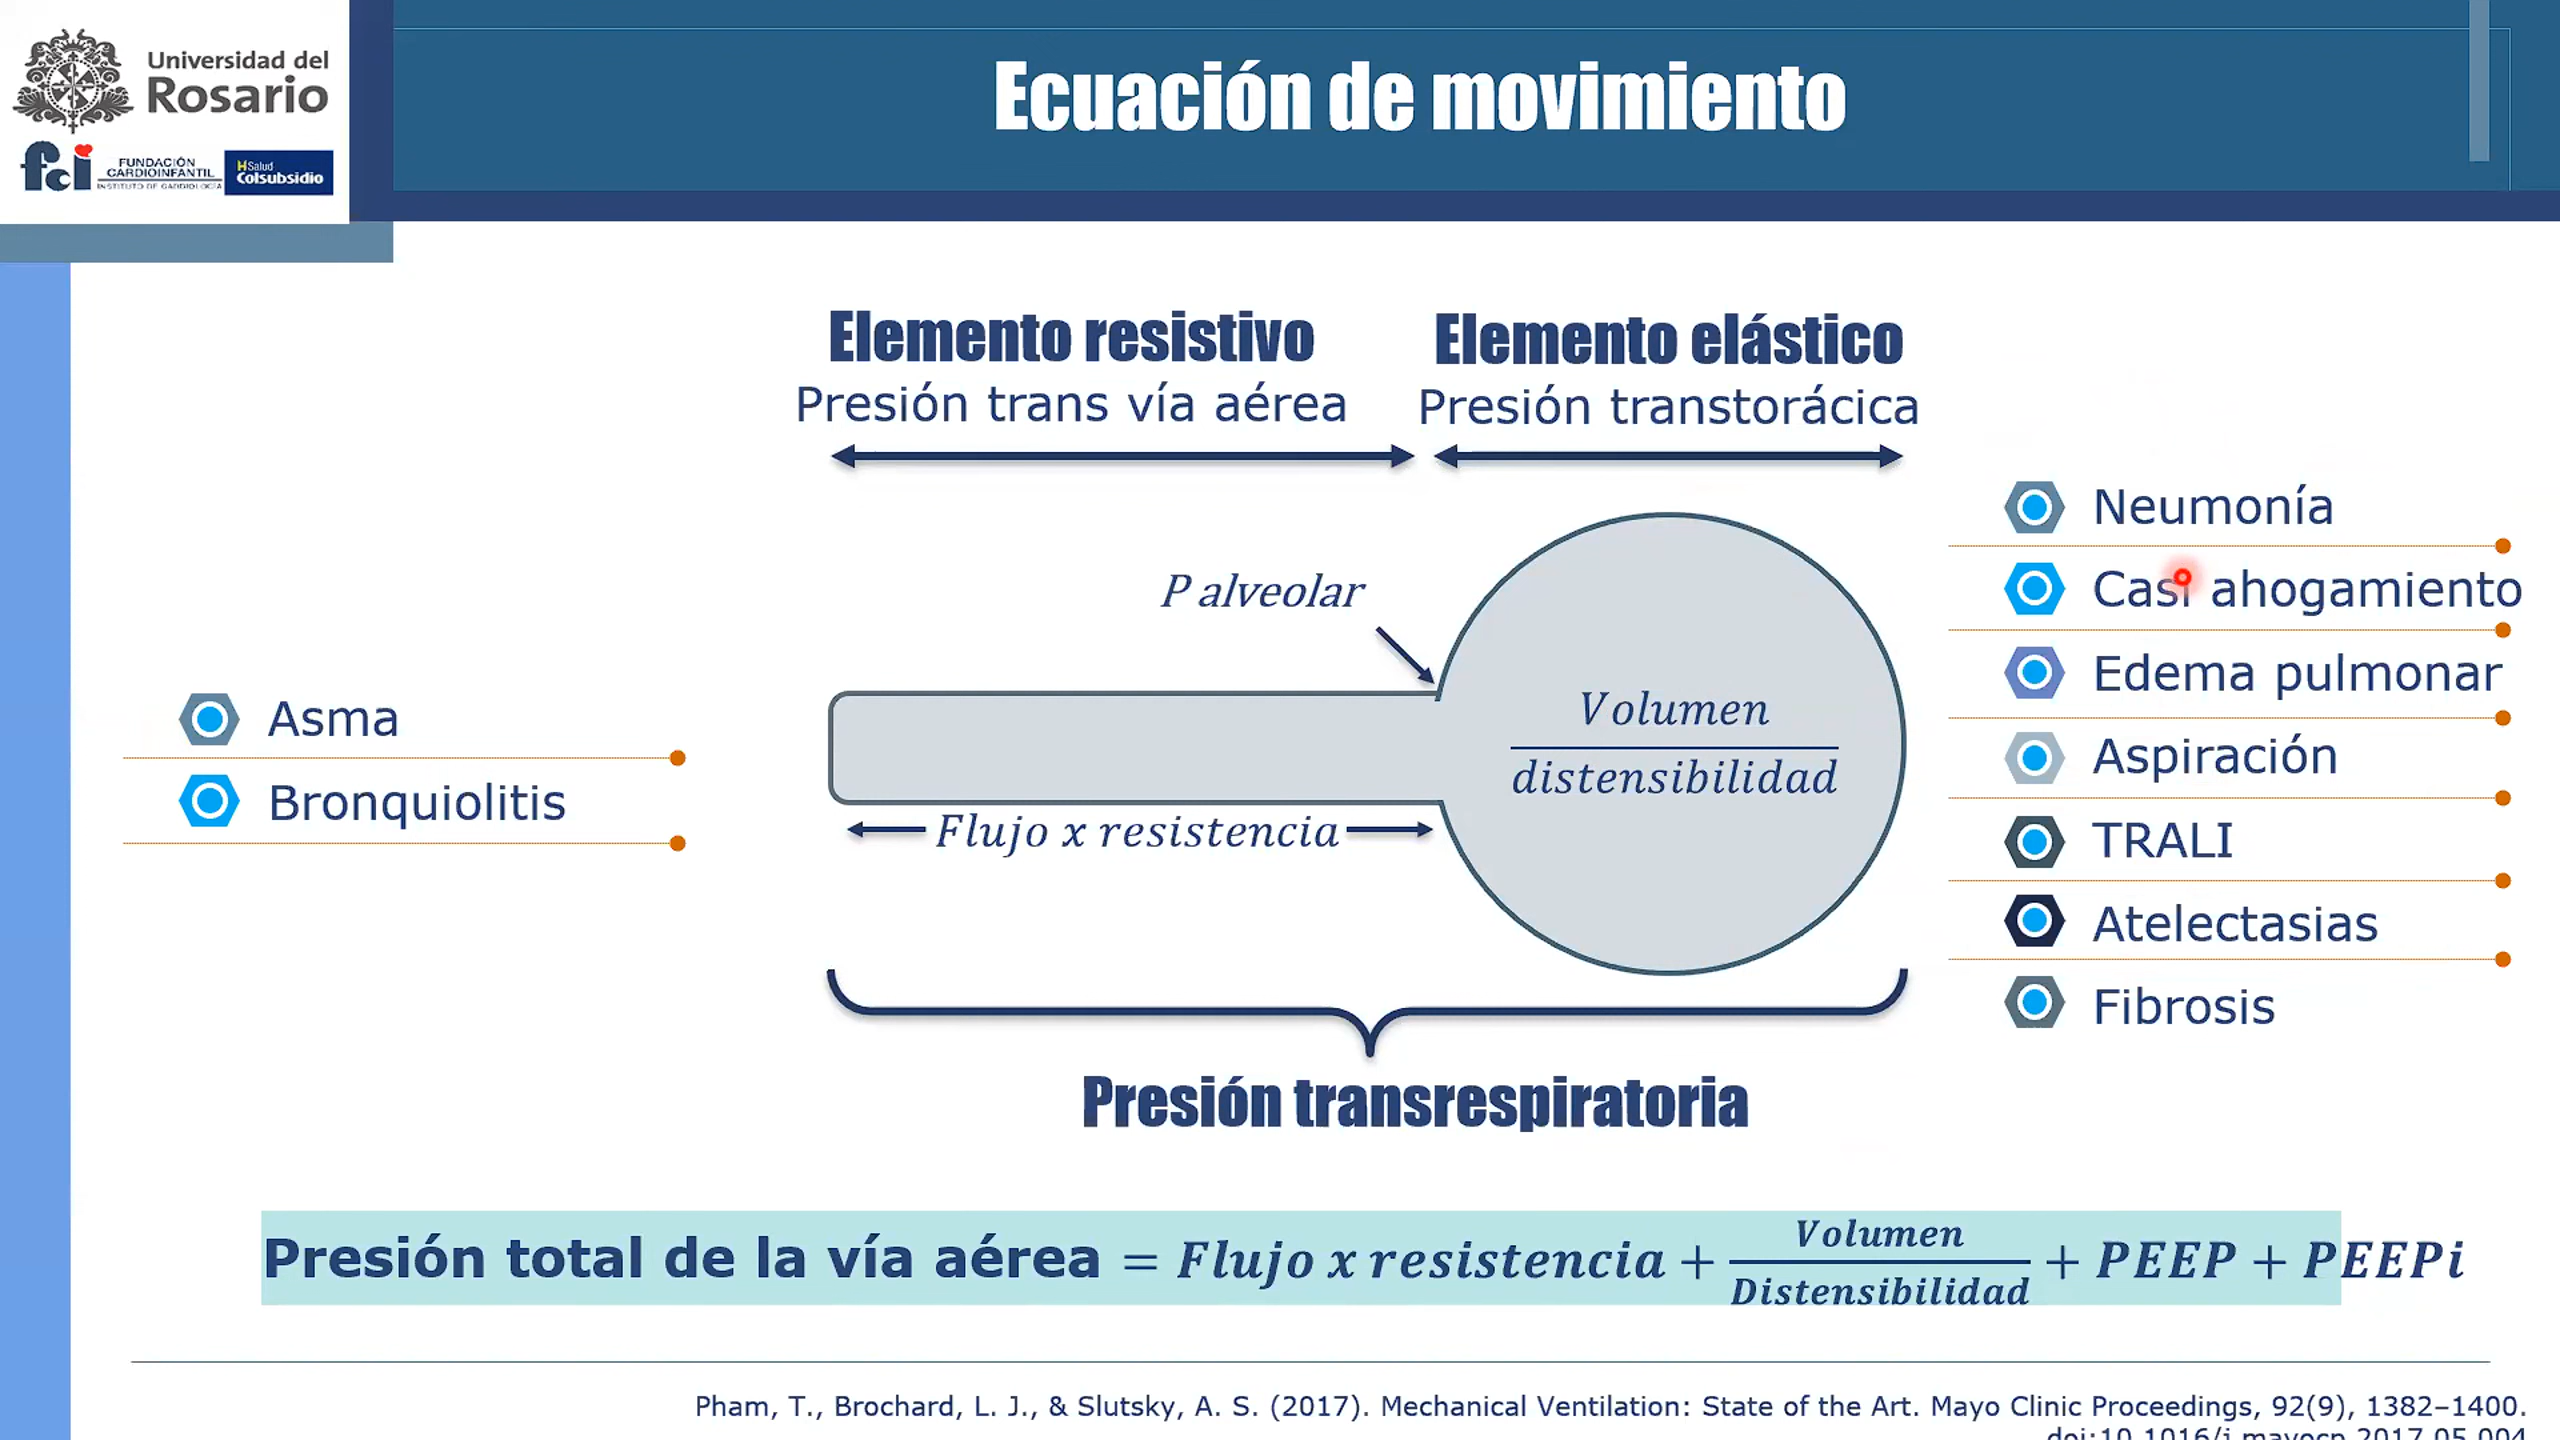 Universidad del
Rosario
fci
FUNDACIÓN
CARDIOINFANTIL
INSTITUTO DE CARDIOLOGÍA
Salud
Colsubsidio
Ecuación de movimiento
Elemento resistivo
Presión trans vía aérea
Elemento elástico
Presión transtorácica
P alveolar
Volumen
distensibilidad
Flujo x resistencia
Asma
Bronquiolitis
Neumonía
Casi ahogamiento
Edema pulmonar
Aspiración
TRALI
Atelectasias
Fibrosis
Presión transrespiratoria
Presión total de la vía aérea = Flujo x resistencia + Volumen / Distensibilidad + PEEP + PEEPi
Pham, T., Brochard, L. J., & Slutsky, A. S. (2017). Mechanical Ventilation: State of the Art. Mayo Clinic Proceedings, 92(9), 1382–1400.
doi:10.1016/j.mayocp.2017.05.004